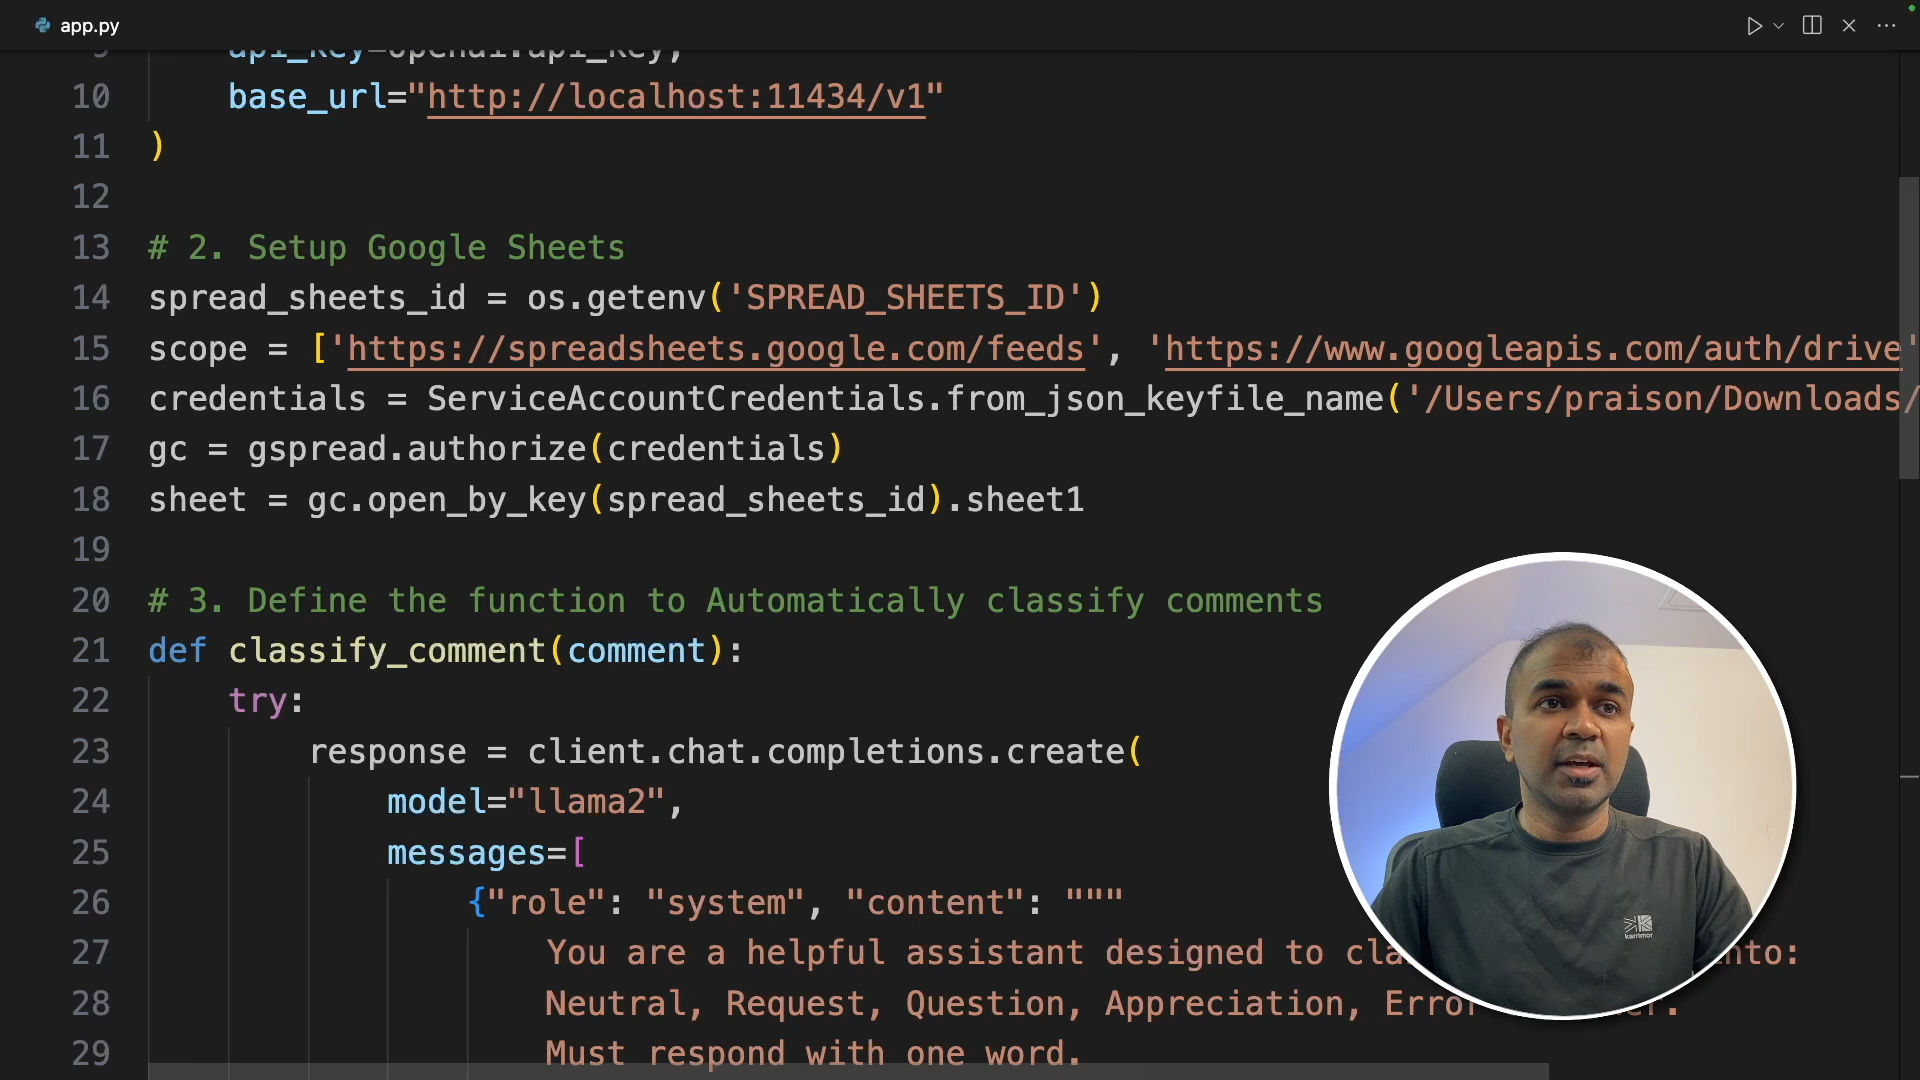 app.py
9 api_key=openai.api_key,
10 base_url="http://localhost:11434/v1"
11 )
12
13 # 2. Setup Google Sheets
14 spread_sheets_id = os.getenv('SPREAD_SHEETS_ID')
15 scope = ['https://spreadsheets.google.com/feeds', 'https://www.googleapis.com/auth/drive'
16 credentials = ServiceAccountCredentials.from_json_keyfile_name('/Users/praison/Downloads/
17 gc = gspread.authorize(credentials)
18 sheet = gc.open_by_key(spread_sheets_id).sheet1
19
20 # 3. Define the function to Automatically classify comments
21 def classify_comment(comment):
22 try:
23 response = client.chat.completions.create(
24 model="llama2",
25 messages=[
26 {"role": "system", "content": """
27 You are a helpful assistant designed to
28 Neutral, Request, Question, Appreciation, Error
29 Must respond with one word.
karrimor